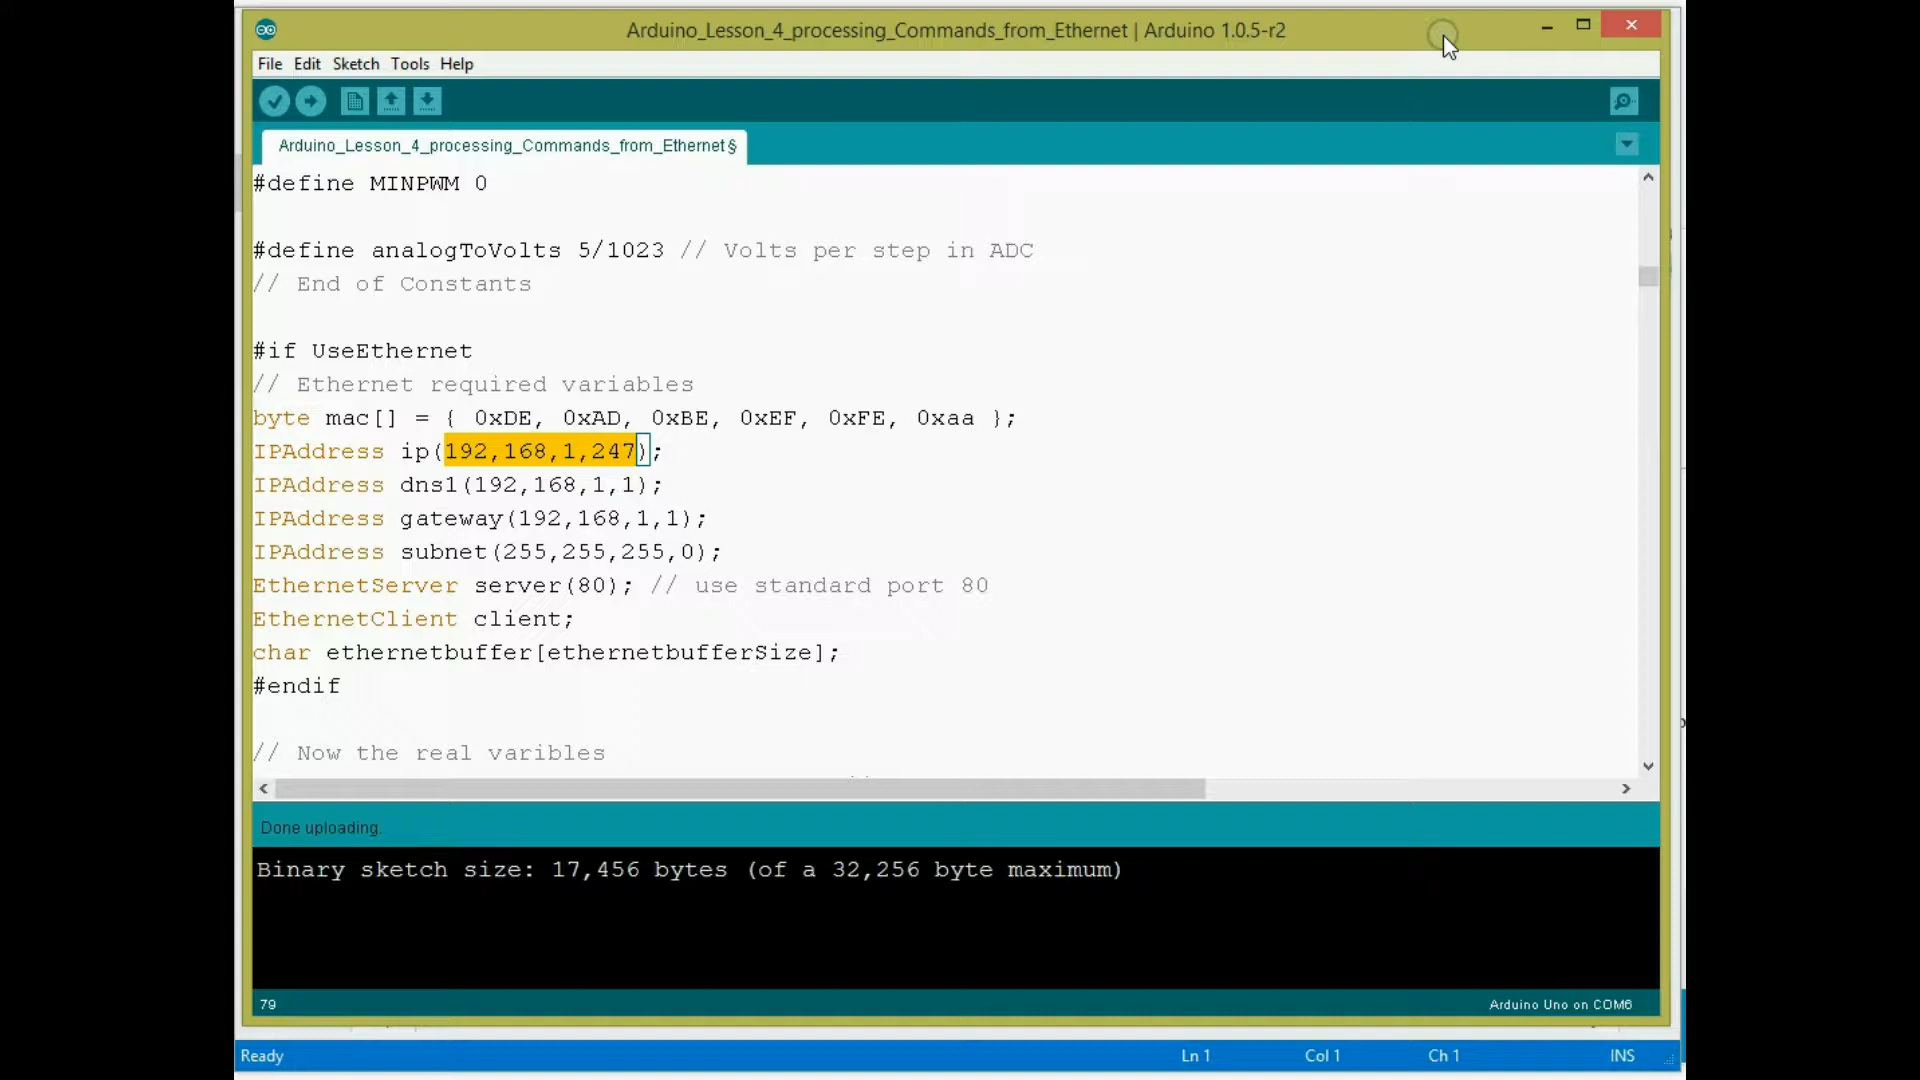 Arduino_Lesson_4_processing_Commands_from_Ethernet | Arduino 1.0.5-r2
File Edit Sketch Tools Help
Arduino_Lesson_4_processing_Commands_from_Ethernet §
#define MINPWM 0
#define analogToVolts 5/1023 // Volts per step in ADC
// End of Constants
#if UseEthernet
// Ethernet required variables
byte mac[] = { 0xDE, 0xAD, 0xBE, 0xEF, 0xFE, 0xaa };
IPAddress ip(192,168,1,247);
IPAddress dns1(192,168,1,1);
IPAddress gateway(192,168,1,1);
IPAddress subnet(255,255,255,0);
EthernetServer server(80); // use standard port 80
EthernetClient client;
char ethernetbuffer[ethernetbufferSize];
#endif
// Now the real varibles
Done uploading.
Binary sketch size: 17,456 bytes (of a 32,256 byte maximum)
79 Arduino Uno on COM6
Ready Ln 1 Col 1 Ch 1 INS